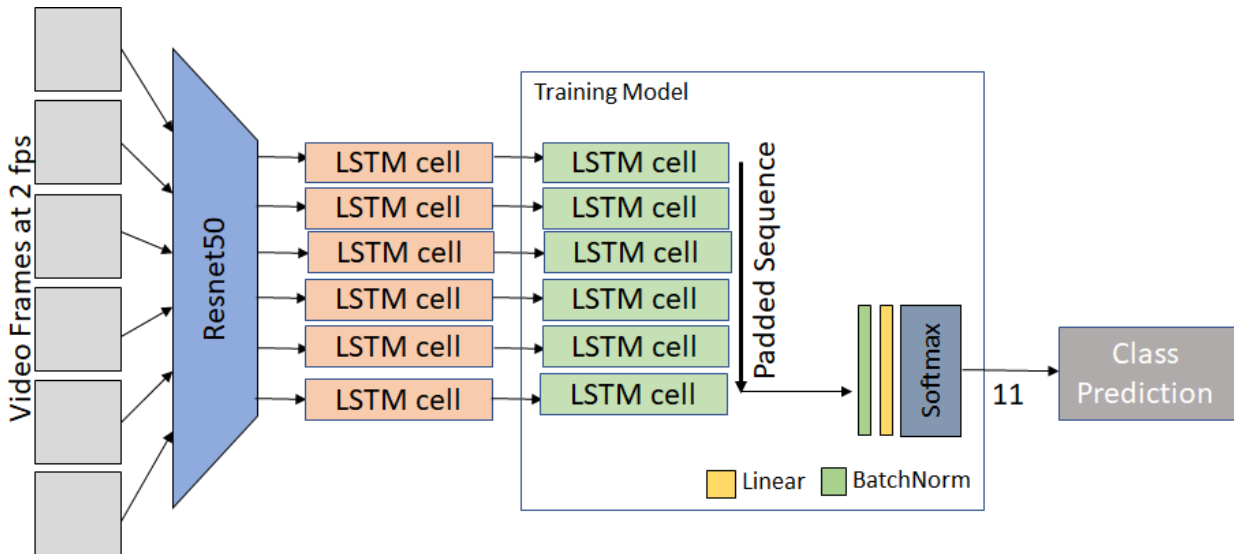 Video Frames at 2 fps
Resnet50
LSTM cell
LSTM cell
LSTM cell
LSTM cell
LSTM cell
LSTM cell
Training Model
LSTM cell
LSTM cell
LSTM cell
LSTM cell
LSTM cell
LSTM cell
Padded Sequence
Softmax
Linear
BatchNorm
11
Class
Prediction